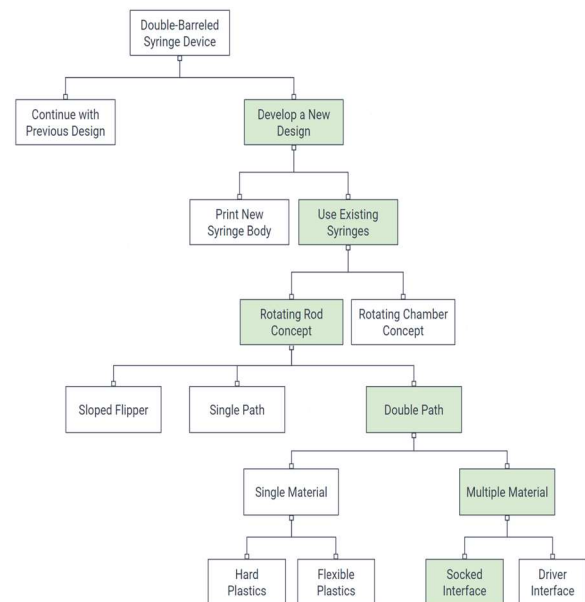 Double-Barreled
Syringe Device
Continue with
Previous Design
Develop a New
Design
Print New
Syringe Body
Use Existing
Syringes
Rotating Rod
Concept
Rotating Chamber
Concept
Sloped Flipper
Single Path
Double Path
Single Material
Multiple Material
Hard
Plastics
Flexible
Plastics
Socked
Interface
Driver
Interface